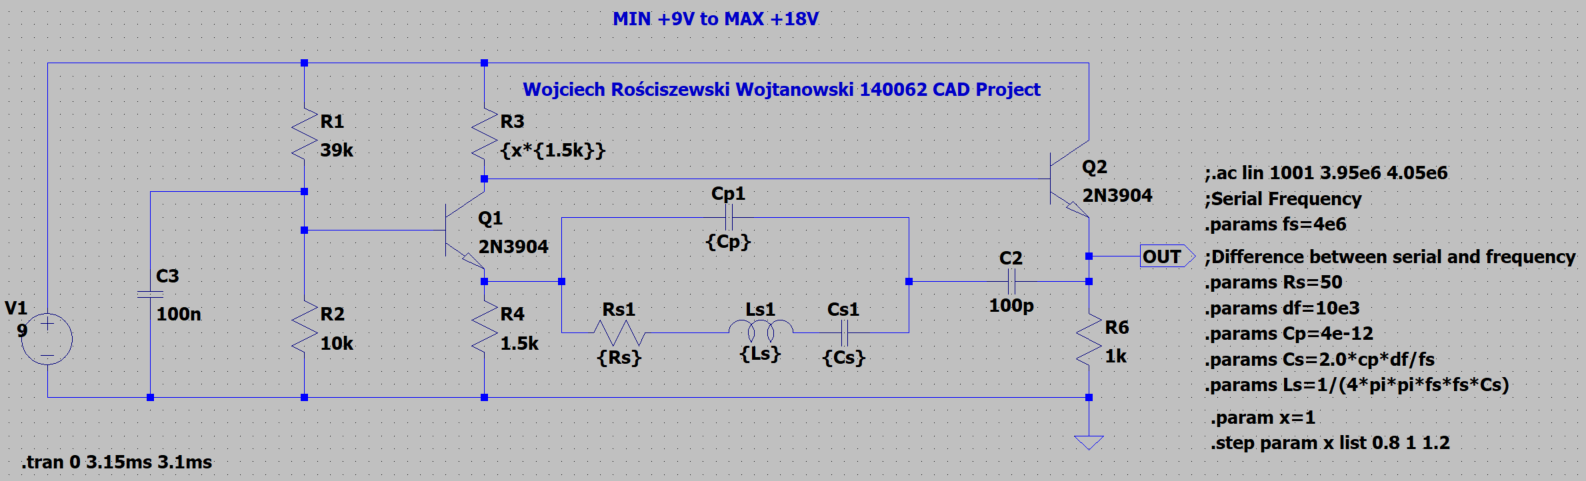 MIN +9V to MAX +18V
Wojciech Rościszewski Wojtanowski 140062 CAD Project
R1
39k
R3
{x*{1.5k}}
Q2
2N3904
Cp1
{Cp}
Q1
2N3904
C3
100n
V1
9
R2
10k
R4
1.5k
Rs1
{Rs}
Ls1
{Ls}
Cs1
{Cs}
C2
100p
OUT
R6
1k
;.ac lin 1001 3.95e6 4.05e6
;Serial Frequency
.params fs=4e6
;Difference between serial and frequency
.params Rs=50
.params df=10e3
.params Cp=4e-12
.params Cs=2.0*cp*df/fs
.params Ls=1/(4*pi*pi*fs*fs*Cs)
.param x=1
.step param x list 0.8 1 1.2
.tran 0 3.15ms 3.1ms